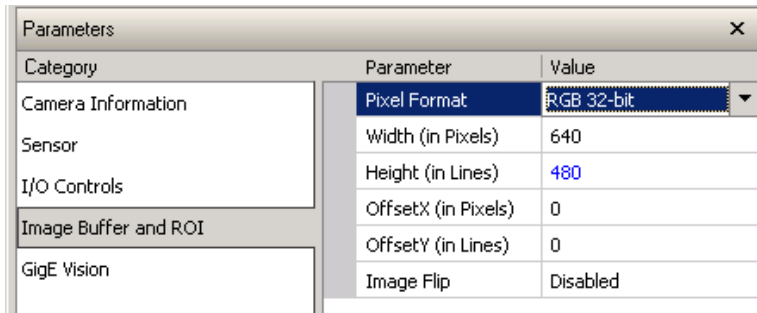 Parameters
Category Parameter Value
Camera Information Pixel Format RGB 32-bit
Sensor Width (in Pixels) 640
I/O Controls Height (in Lines) 480
Image Buffer and ROI OffsetX (in Pixels) 0
GigE Vision OffsetY (in Lines) 0
Image Flip Disabled